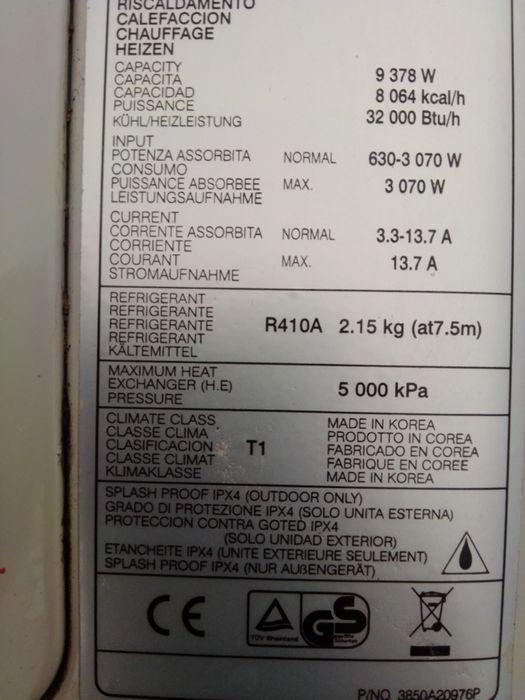 RISCALDAMENTO
CALEFACCION
CHAUFFAGE
HEIZEN
CAPACITY
CAPACITA
CAPACIDAD
PUISSANCE
KÜHL/HEIZLEISTUNG
9 378 W
8 064 kcal/h
32 000 Btu/h
INPUT
POTENZA ASSORBITA NORMAL 630-3 070 W
CONSUMO
PUISSANCE ABSORBEE MAX. 3 070 W
LEISTUNGSAUFNAHME
CURRENT
CORRENTE ASSORBITA NORMAL 3.3-13.7 A
CORRIENTE
COURANT MAX. 13.7 A
STROMAUFNAHME
REFRIGERANT
REFRIGERANTE
REFRIGERANTE
REFRIGERANT
KÄLTEMITTEL
R410A 2.15 kg (at7.5m)
MAXIMUM HEAT
EXCHANGER (H.E)
PRESSURE
5 000 kPa
CLIMATE CLASS
CLASSE CLIMA
CLASIFICACION
CLASSE CLIMAT
KLIMAKLASSE
T1
MADE IN KOREA
PRODOTTO IN COREA
FABRICADO EN COREA
FABRIQUE EN COREE
MADE IN KOREA
SPLASH PROOF IPX4 (OUTDOOR ONLY)
GRADO DI PROTEZIONE IPX4 (SOLO UNITA ESTERNA)
PROTECCION CONTRA GOTED IPX4
(SOLO UNIDAD EXTERIOR)
ETANCHEITE IPX4 (UNITE EXTERIEURE SEULEMENT)
SPLASH PROOF IPX4 (NUR AUßENGERÄT)
CE
TÜV Rheinland
GS
geprüfte Sicherheit
P/NO 3850A20976P